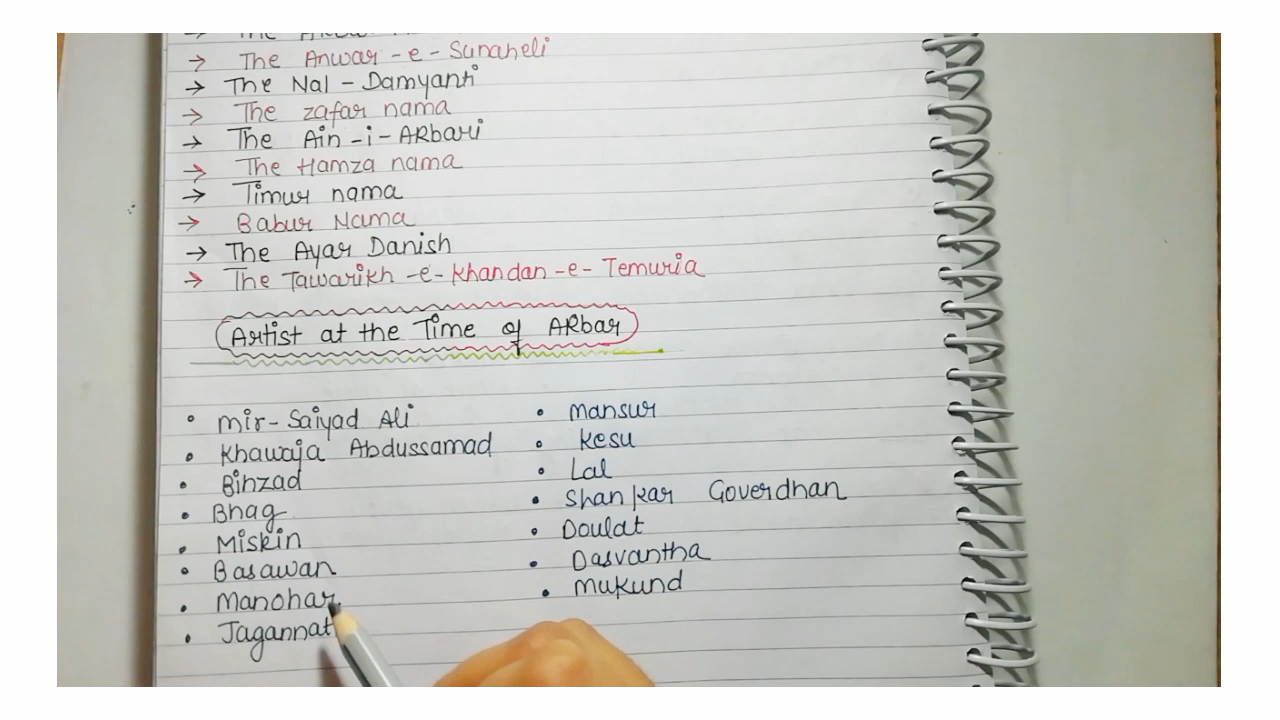 → The
→ The Anwar-e-Sunaheli
→ The Nal-Damyanti
→ The zafar nama
→ The Ain-i-AKbari
→ The Hamza nama
→ Timur nama
→ Babur Nama
→ The Ayar Danish
→ The Tawarikh-e-Khandan-e-Temuria
Artist at the Time of AKbar
• Mir-Saiyad Ali
• Khawaja Abdussamad
• Bihzad
• Bhag
• Miskin
• Basawan
• Manohar
• Jagannat
• Mansur
• Kesu
• Lal
• Shankar Goverdhan
• Doulat
• Dasvantha
• Mukund